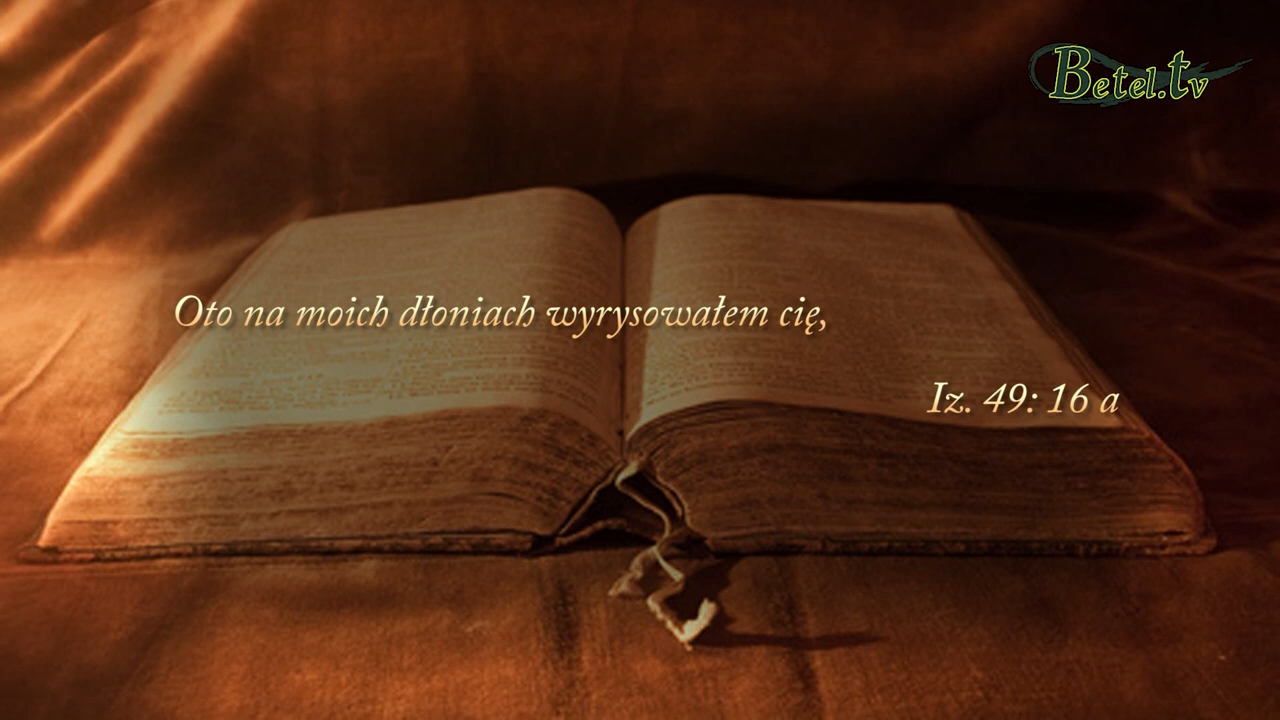 Betel.tv
Oto na moich dłoniach wyrysowałem cię,
Iz. 49: 16 a